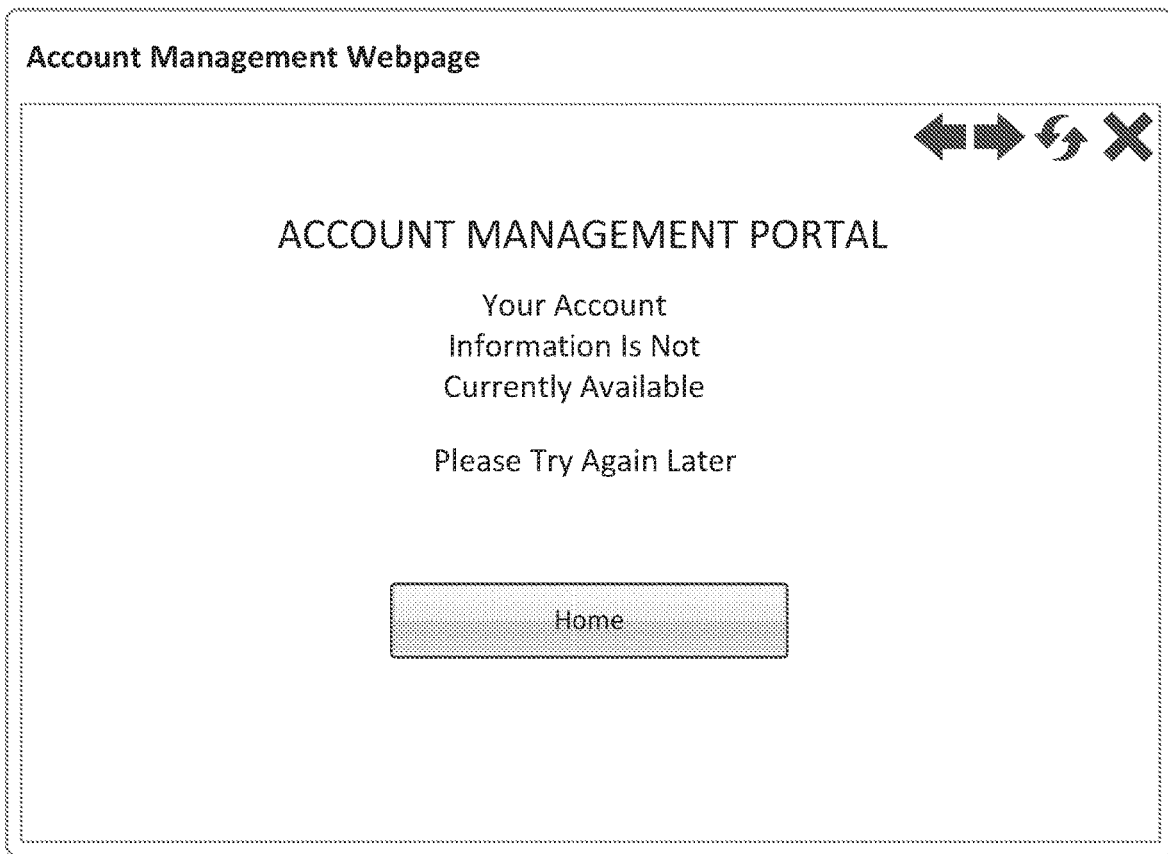 Account Management Webpage
ACCOUNT MANAGEMENT PORTAL
Your Account
Information Is Not
Currently Available
Please Try Again Later
Home